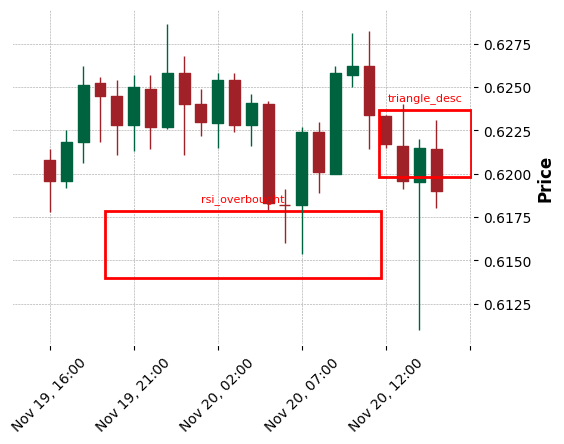 0.6275
0.6250
triangle_desc
0.6225
0.6200
Price
rsi_overbought
0.6175
0.6150
0.6125
Nov 19, 16:00
Nov 19, 21:00
Nov 20, 02:00
Nov 20, 07:00
Nov 20, 12:00